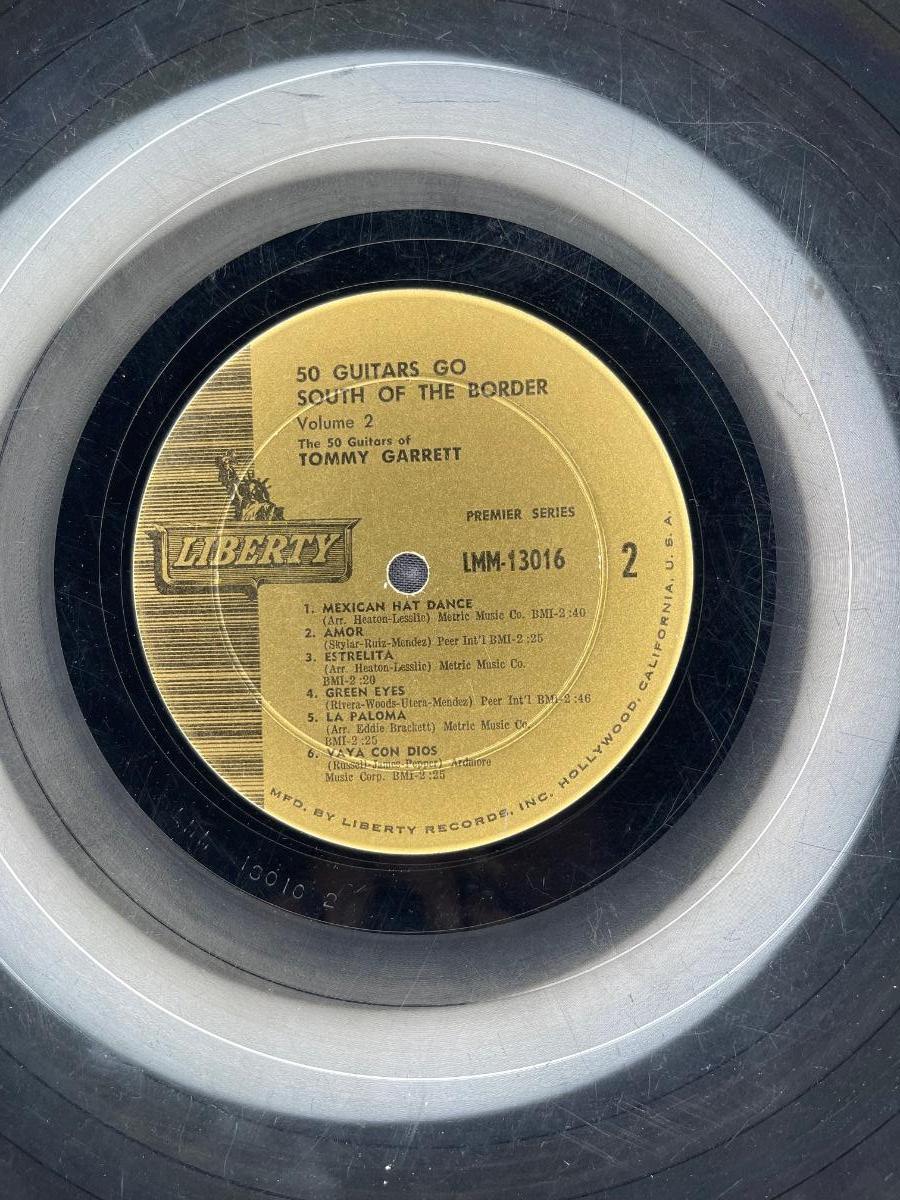 50 GUITARS GO
SOUTH OF THE BORDER
Volume 2
The 50 Guitars of
TOMMY GARRETT
PREMIER SERIES
LIBERTY
LMM-13016
2
1. MEXICAN HAT DANCE
(Arr. Heaton-Lesslie) Metric Music Co. BMI-2:40
2. AMOR
(Skylar-Ruiz-Mendez) Peer Int'l BMI-2:25
3. ESTRELITA
(Arr. Heaton-Lesslie) Metric Music Co.
BMI-2:20
4. GREEN EYES
(Rivera-Woods-Utera-Mendez) Peer Int'l BMI-2:46
5. LA PALOMA
(Arr. Eddie Brackett) Metric Music Co.
BMI-2:25
6. VAYA CON DIOS
(Russell-James-Pepper) Ardmore
Music Corp. BMI-2:25
MFD. BY LIBERTY RECORDS, INC. HOLLYWOOD, CALIFORNIA, U. S. A.